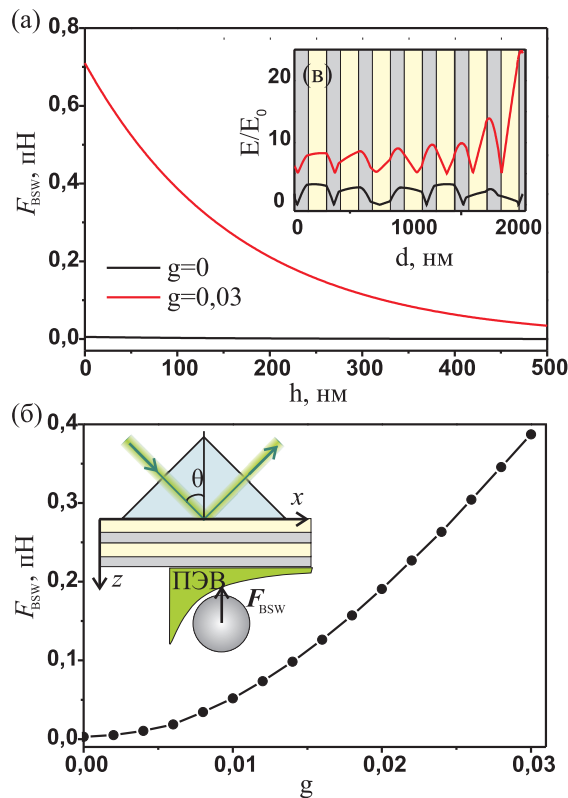 (а)
0,8
0,6
0,4
0,2
0,0
F_BSW, пН
g=0
g=0,03
0 100 200 300 400 500
h, нм
(в)
20
10
0
E/E₀
0 1000 2000
d, нм
(б)
0,4
0,3
0,2
0,1
0,0
F_BSW, пН
θ
x
z
ПЭВ
F_BSW
0,00 0,01 0,02 0,03
g